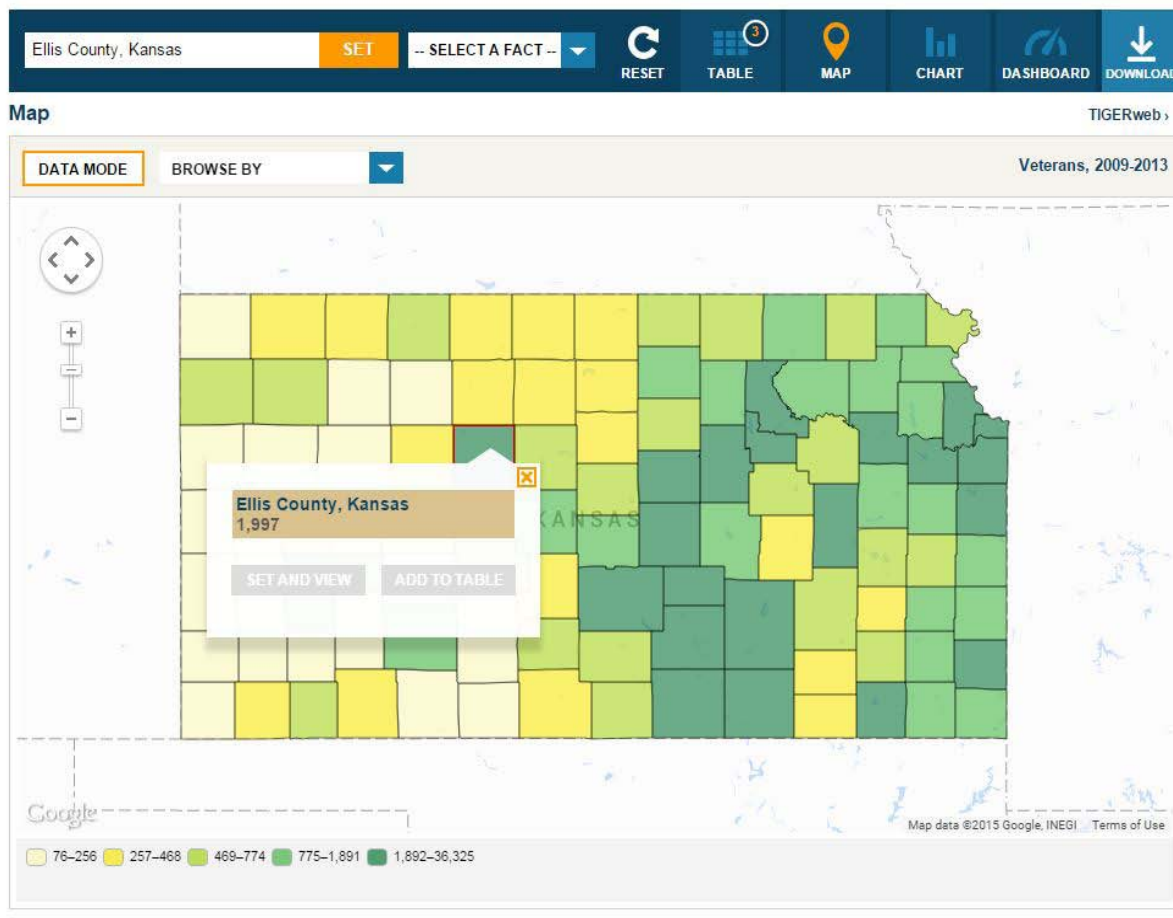 Ellis County, Kansas
SET
-- SELECT A FACT --
RESET
3
TABLE
MAP
CHART
DASHBOARD
DOWNLOAD
Map
TIGERweb ›
DATA MODE
BROWSE BY
Veterans, 2009-2013
Ellis County, Kansas
1,997
KANSAS
SET AND VIEW
ADD TO TABLE
Google
Map data ©2015 Google, INEGI Terms of Use
76–256 257–468 469–774 775–1,891 1,892–36,325